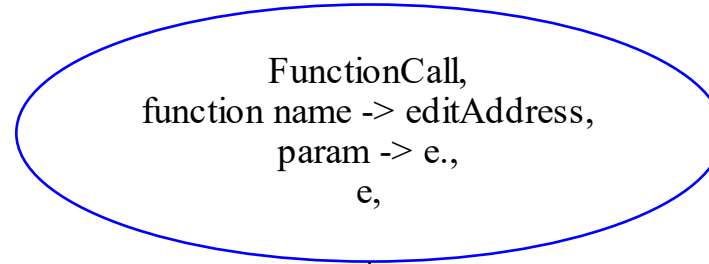 FunctionCall,
function name -> editAddress,
param -> e.,
e,